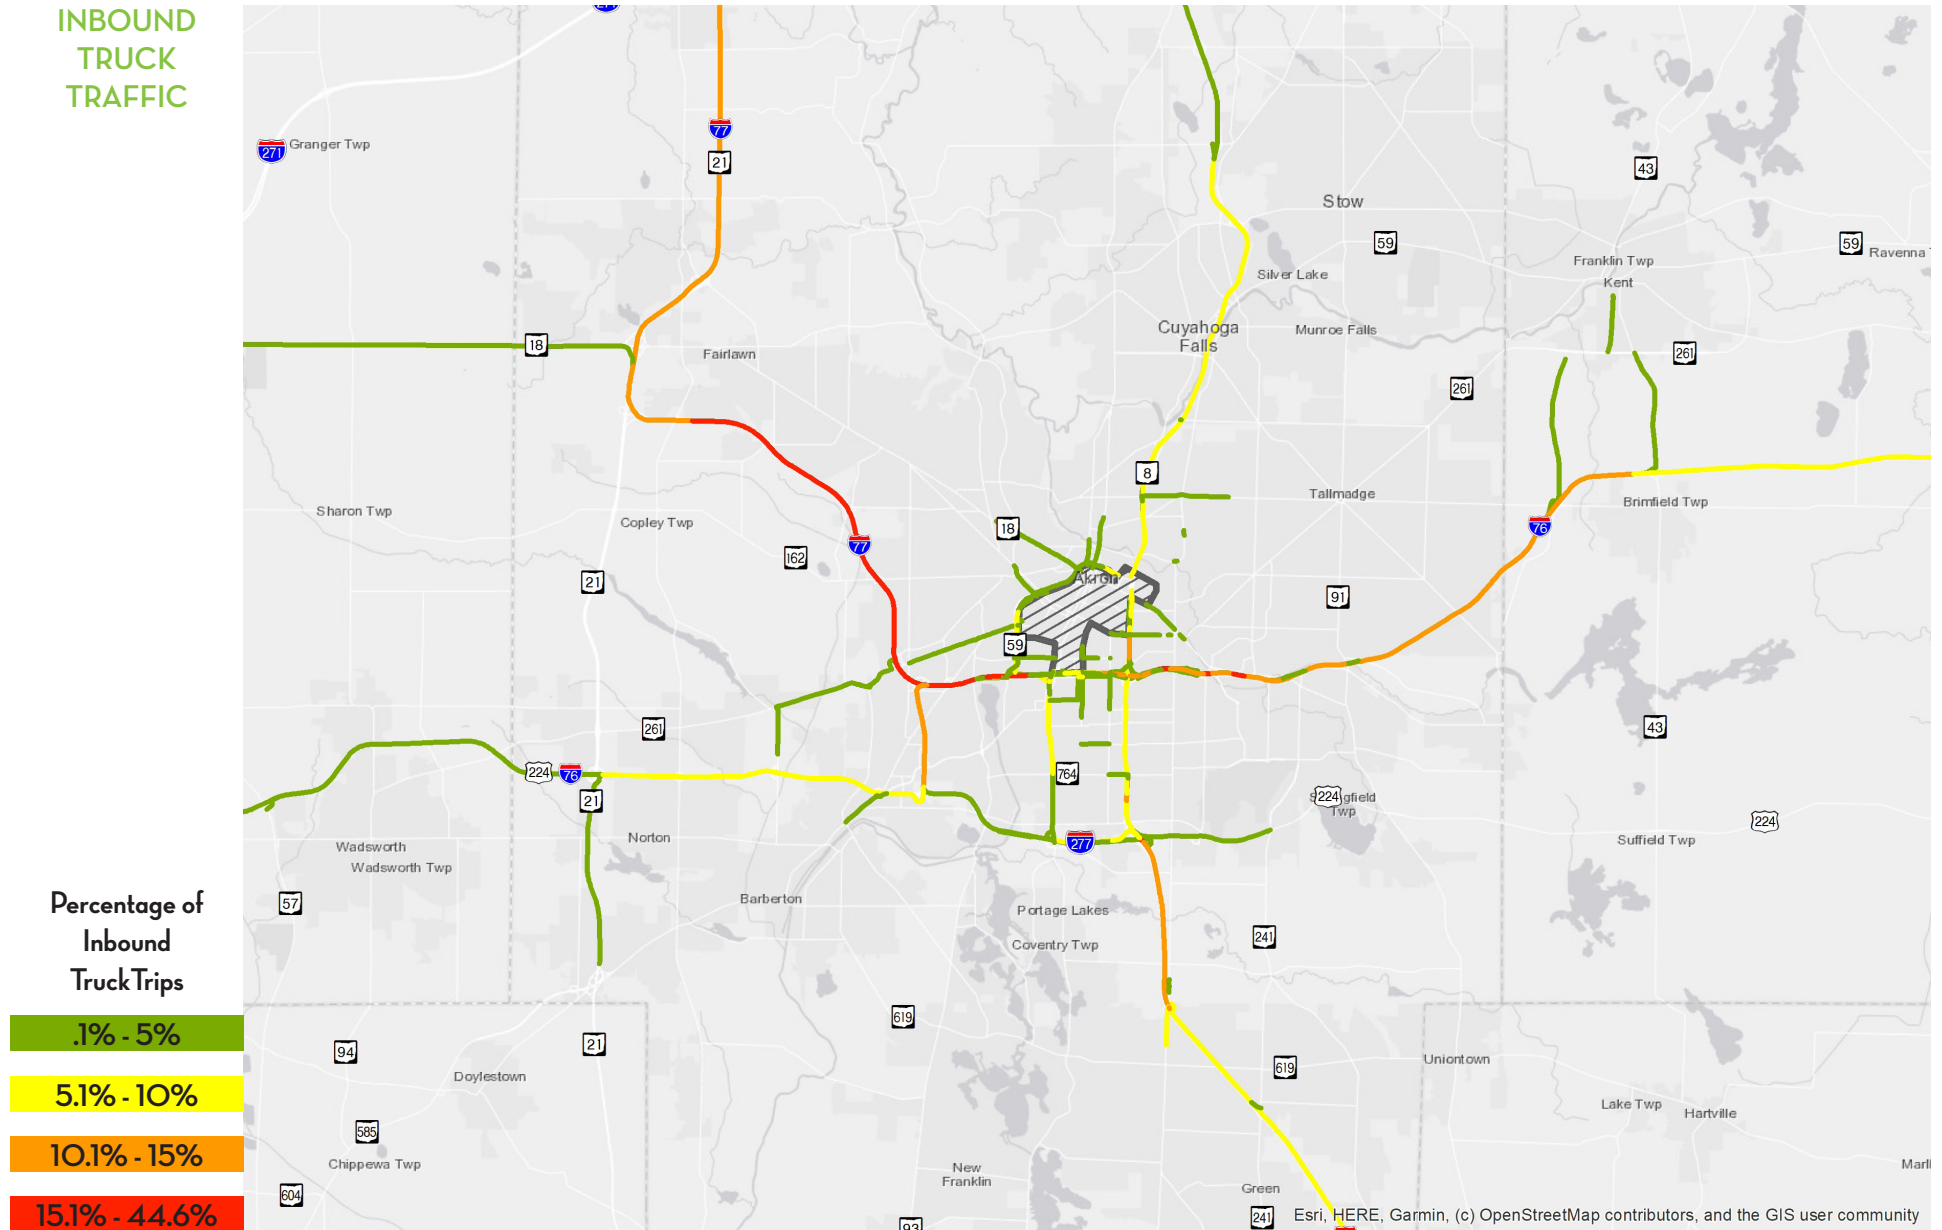 INBOUND
TRUCK
TRAFFIC
77
271
Granger Twp
21
43
Stow
59
59
Ravenna
Franklin Twp
Kent
Silver Lake
Cuyahoga
Falls
Munroe Falls
18
Fairlawn
261
261
8
Tallmadge
Brimfield Twp
Sharon Twp
Copley Twp
18
76
77
162
Akron
21
91
59
261
43
224
76
764
21
224
Springfield
Twp
224
Norton
277
Suffield Twp
Wadsworth
Wadsworth Twp
57
Barberton
Portage Lakes
Coventry Twp
241
Percentage of
Inbound
Truck Trips
.1% - 5%
5.1% - 10%
10.1% - 15%
15.1% - 44.6%
619
94
21
Doylestown
619
Uniontown
Lake Twp
Hartville
585
Chippewa Twp
New
Franklin
Marl
604
Green
241
93
Esri, HERE, Garmin, (c) OpenStreetMap contributors, and the GIS user community